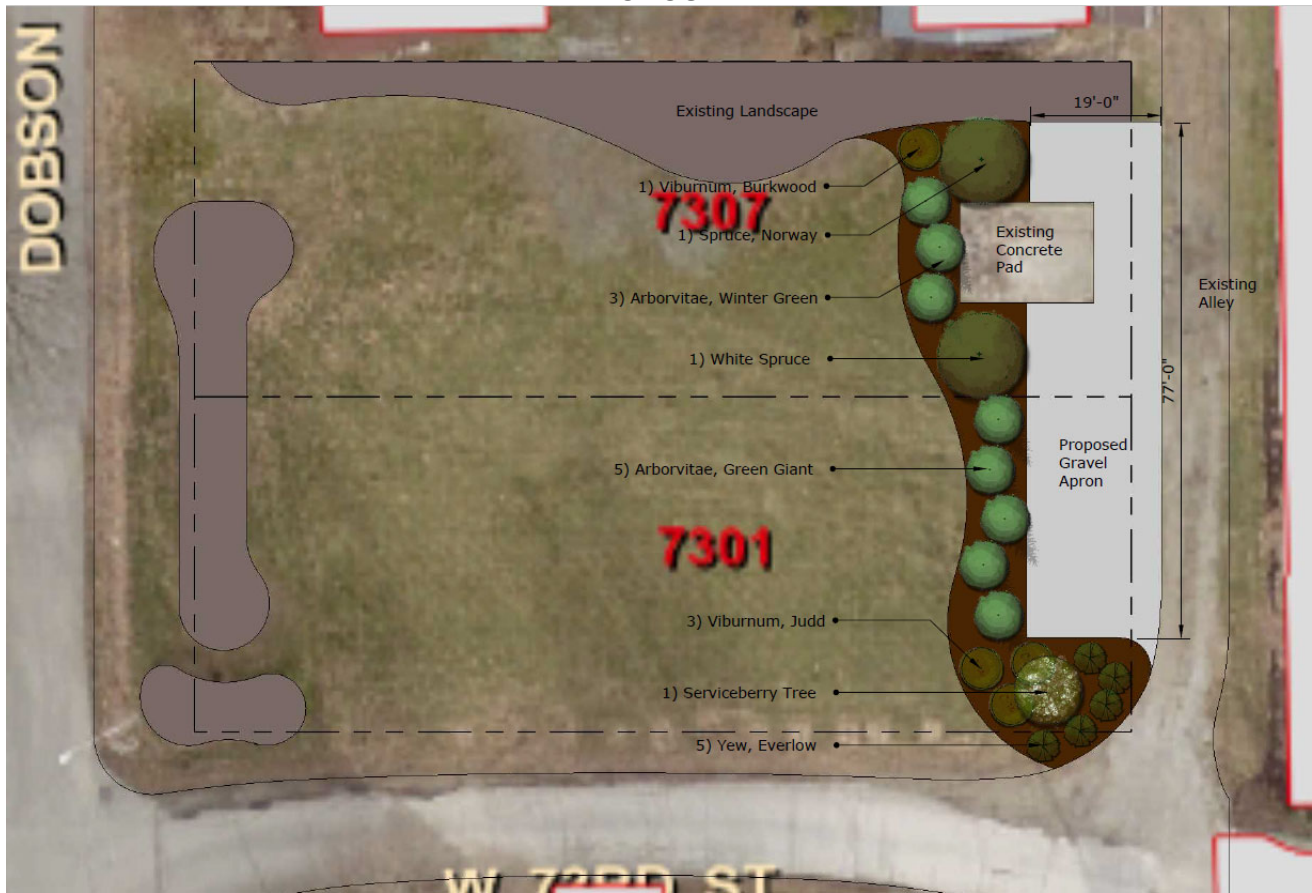 DOBSON
Existing Landscape
19'-0"
1) Viburnum, Burkwood
7307
1) Spruce, Norway
Existing
Concrete
Pad
3) Arborvitae, Winter Green
Existing
Alley
1) White Spruce
77'-0"
5) Arborvitae, Green Giant
Proposed
Gravel
Apron
7301
3) Viburnum, Judd
1) Serviceberry Tree
5) Yew, Everlow
W 73RD ST